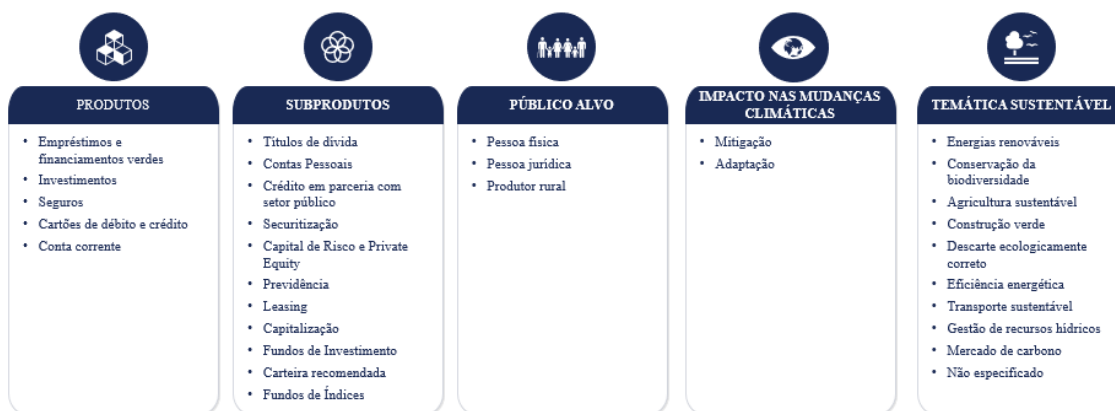 PRODUTOS
• Empréstimos e
financiamentos verdes
• Investimentos
• Seguros
• Cartões de débito e crédito
• Conta corrente
SUBPRODUTOS
• Títulos de dívida
• Contas Pessoais
• Crédito em parceria com
setor público
• Securitização
• Capital de Risco e Private
Equity
• Previdência
• Leasing
• Capitalização
• Fundos de Investimento
• Carteira recomendada
• Fundos de Índices
PÚBLICO ALVO
• Pessoa física
• Pessoa jurídica
• Produtor rural
IMPACTO NAS MUDANÇAS
CLIMÁTICAS
• Mitigação
• Adaptação
TEMÁTICA SUSTENTÁVEL
• Energias renováveis
• Conservação da
biodiversidade
• Agricultura sustentável
• Construção verde
• Descarte ecologicamente
correto
• Eficiência energética
• Transporte sustentável
• Gestão de recursos hídricos
• Mercado de carbono
• Não especificado